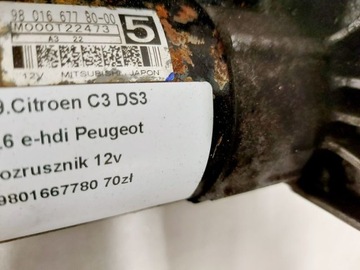 98 016 677 80-00
M000T22473
A3 22
5
12V MITSUBISHI JAPON
9.Citroen C3 DS3
.6 e-hdi Peugeot
ozrusznik 12v
9801667780 70zł